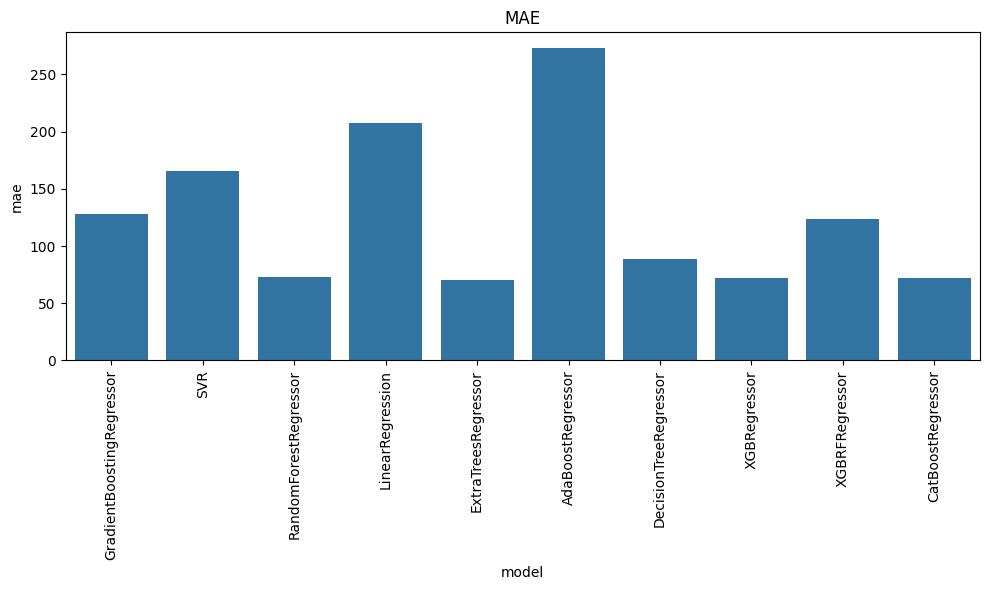 MAE
mae
250
200
150
100
50
0
GradientBoostingRegressor
SVR
RandomForestRegressor
LinearRegression
ExtraTreesRegressor
AdaBoostRegressor
DecisionTreeRegressor
XGBRegressor
XGBRFRegressor
CatBoostRegressor
model